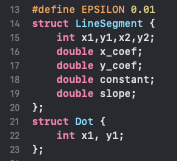 13 #define EPSILON 0.01
14 struct LineSegment {
15 int x1,y1,x2,y2;
16 double x_coef;
17 double y_coef;
18 double constant;
19 double slope;
20 };
21 struct Dot {
22 int x1, y1;
23 };